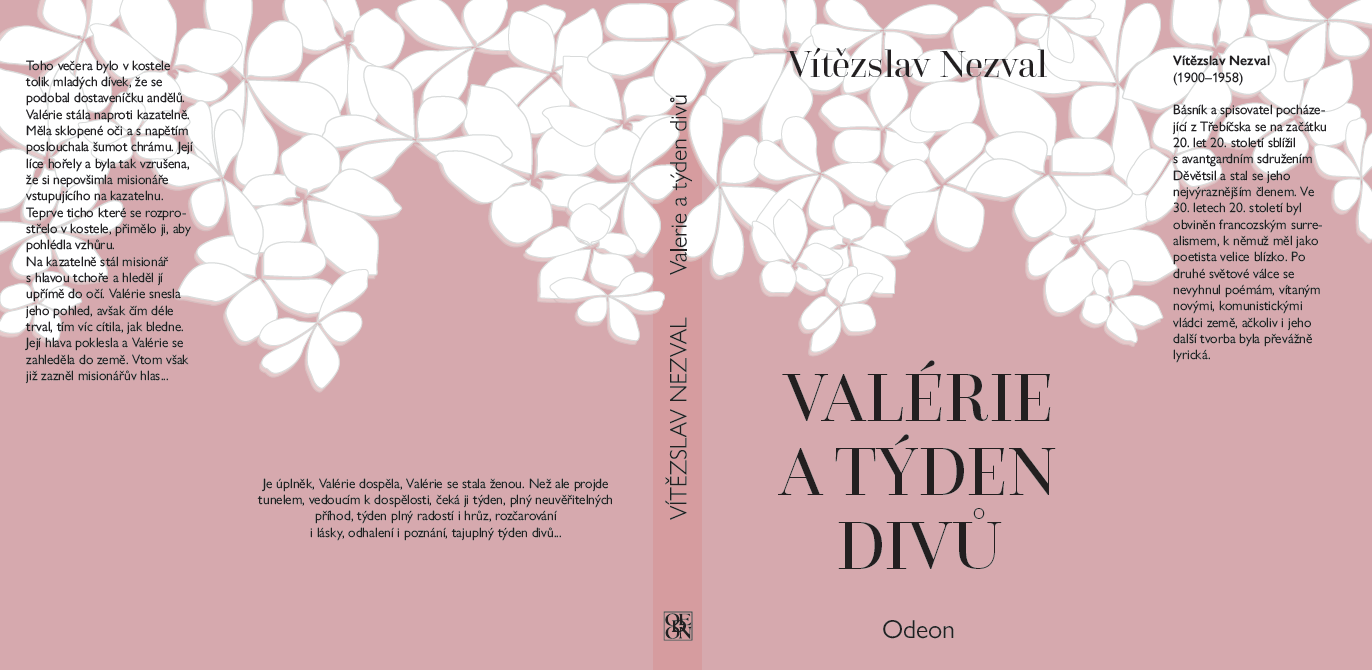 Toho večera bylo v kostele
tolik mladých dívek, že se
podobal dostaveníčku andělů.
Valérie stála naproti kazatelně.
Měla sklopené oči a s napětím
poslouchala šumot chrámu. Její
líce hořely a byla tak vzrušena,
že si nepovšimla misionáře
vstupujícího na kazatelnu.
Teprve ticho které se rozpro-
střelo v kostele, přimělo ji, aby
pohlédla vzhůru.
Na kazatelně stál misionář
s hlavou tchoře a hleděl jí
upřímě do očí. Valérie snesla
jeho pohled, avšak čím déle
trval, tím víc cítila, jak bledne.
Její hlava poklesla a Valérie se
zahleděla do země. Vtom však
již zazněl misionářův hlas...
Je úplněk, Valérie dospěla, Valérie se stala ženou. Než ale projde
tunelem, vedoucím k dospělosti, čeká ji týden, plný neuvěřitelných
příhod, týden plný radostí i hrůz, rozčarování
i lásky, odhalení i poznání, tajuplný týden divů...
VÍTĚZSLAV NEZVAL Valerie a týden divů
ODEON
Vítězslav Nezval
VALÉRIE
A TÝDEN
DIVŮ
Odeon
Vítězslav Nezval
(1900–1958)
Básník a spisovatel pocháze-
jící z Třebíčska se na začátku
20. let 20. století sblížil
s avantgardním sdružením
Děvětsil a stal se jeho
nejvýraznějším členem. Ve
30. letech 20. století byl
obviněn francozským surre-
alismem, k němuž měl jako
poetista velice blízko. Po
druhé světové válce se
nevyhnul poémám, vítaným
novými, komunistickými
vládci země, ačkoliv i jeho
další tvorba byla převážně
lyrická.